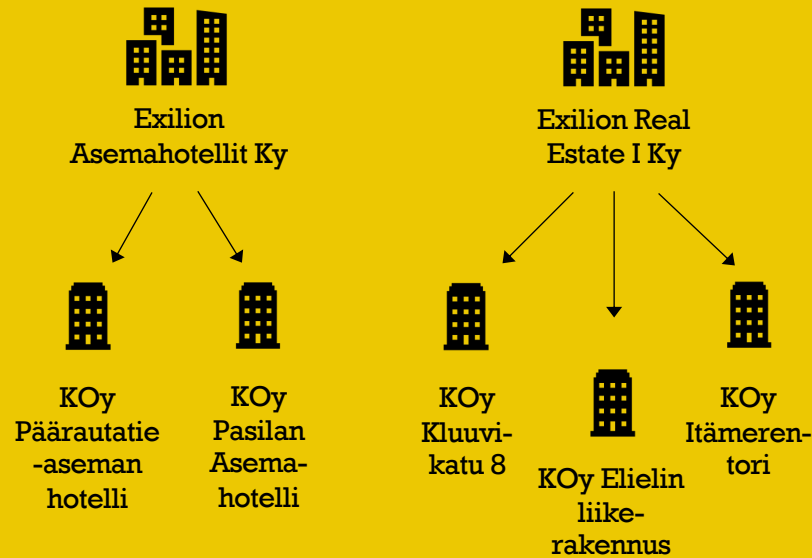 Exilion
Asemahotellit Ky
Exilion Real
Estate I Ky
KOy
Päärautatie
-aseman
hotelli
KOy
Pasilan
Asema-
hotelli
KOy
Kluuvi-
katu 8
KOy Elielin
liike-
rakennus
KOy
Itämeren-
tori